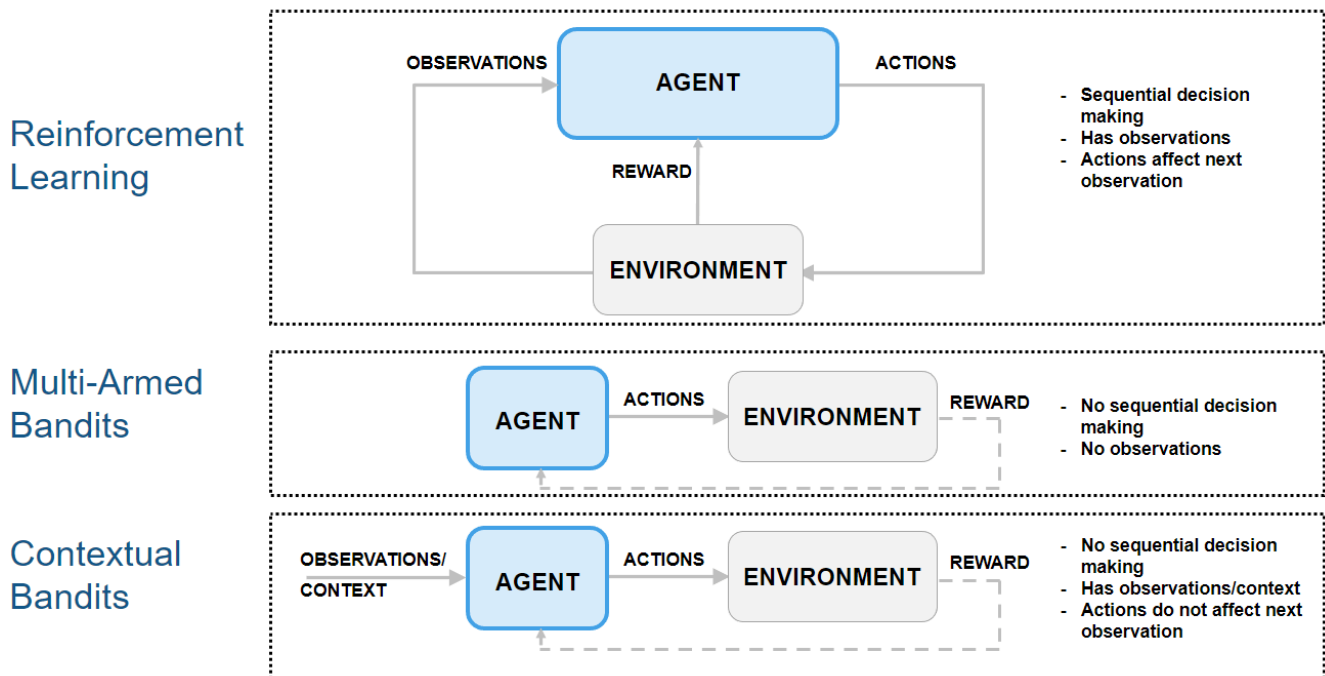 Reinforcement
Learning
OBSERVATIONS
AGENT
ACTIONS
REWARD
ENVIRONMENT
- Sequential decision
making
- Has observations
- Actions affect next
observation
Multi-Armed
Bandits
AGENT
ACTIONS
ENVIRONMENT
REWARD
- No sequential decision
making
- No observations
Contextual
Bandits
OBSERVATIONS/
CONTEXT
AGENT
ACTIONS
ENVIRONMENT
REWARD
- No sequential decision
making
- Has observations/context
- Actions do not affect next
observation